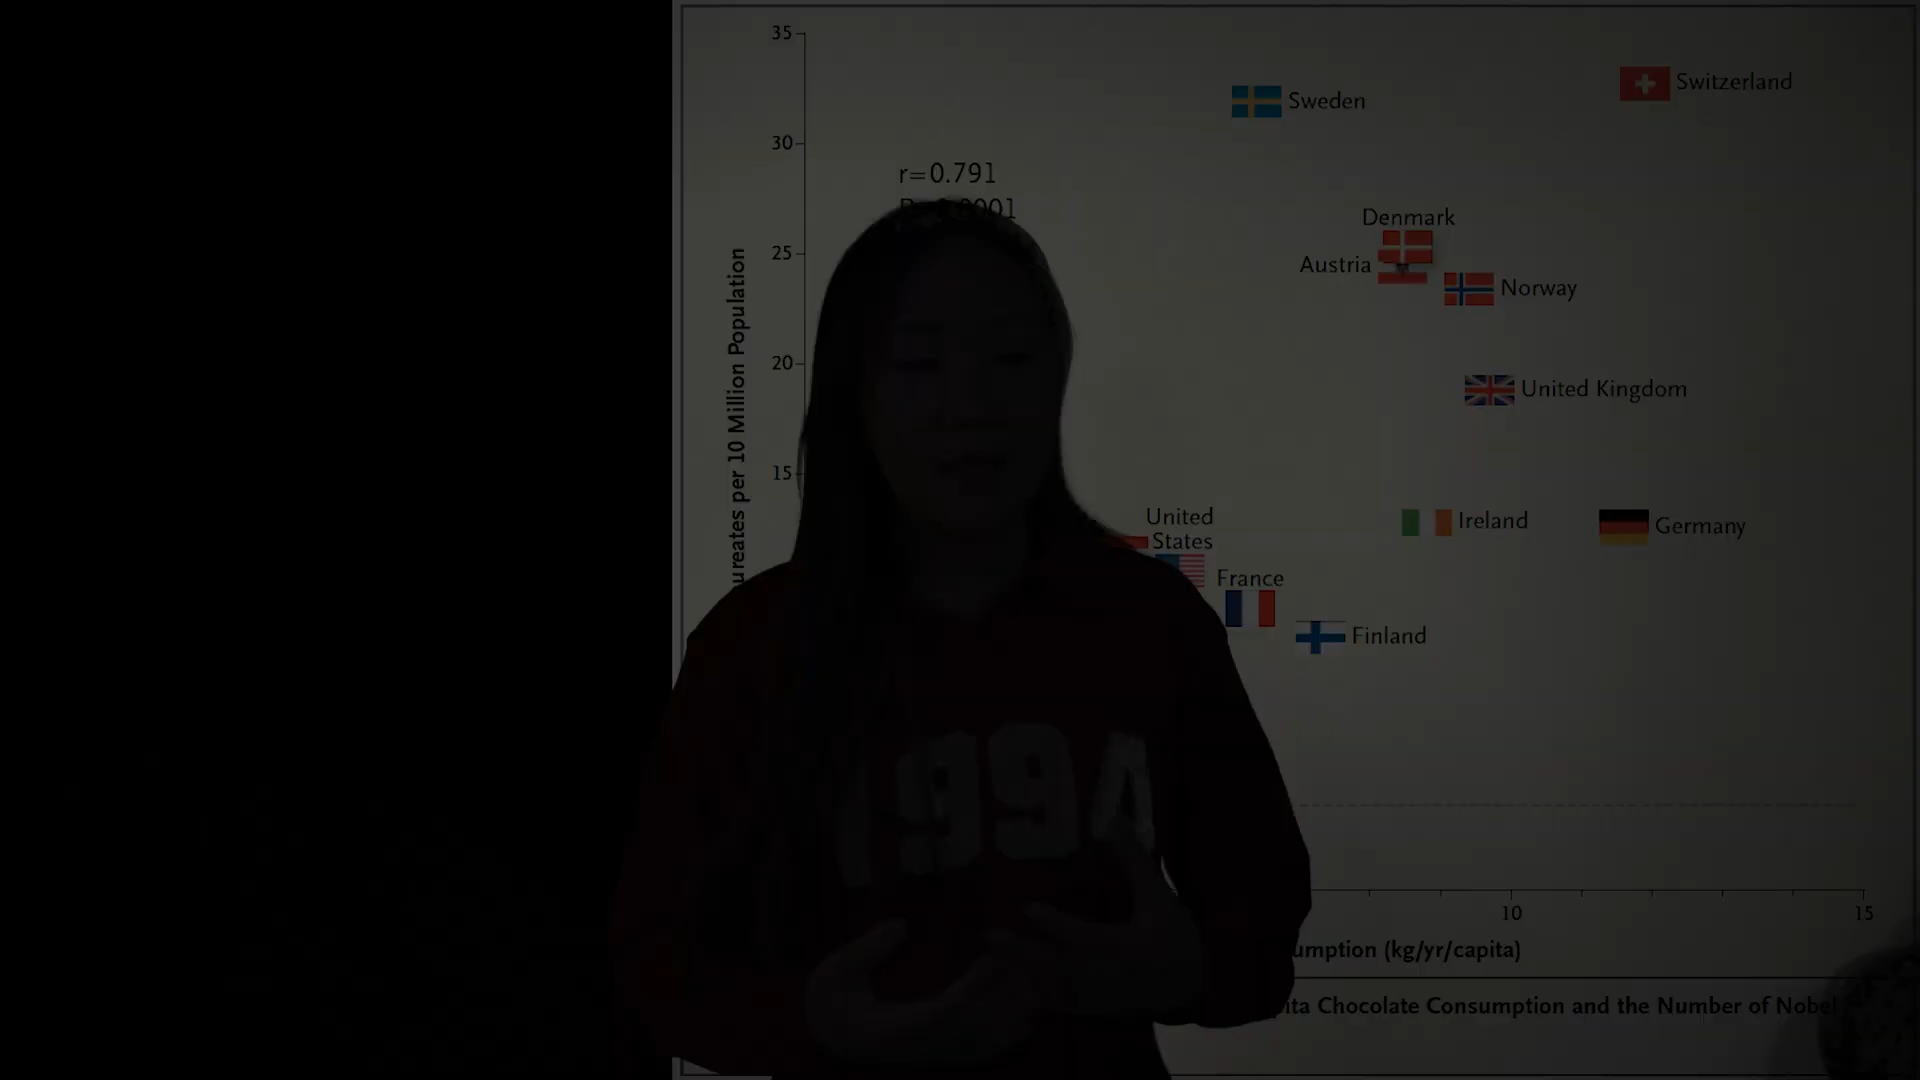 35
Switzerland
Sweden
30
r=0.791
Denmark
25
Austria
Norway
20
United Kingdom
15
United
States
Ireland
Germany
France
Finland
ureates per 10 Million Population
1994
10
15
umption (kg/yr/capita)
ita Chocolate Consumption and the Number of Nobel